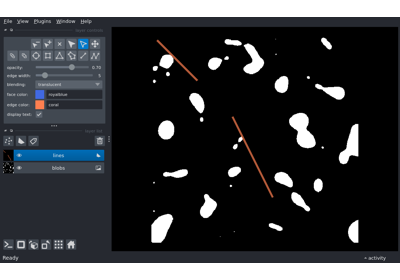 File View Plugins Window Help
opacity: 0.70
edge width: 5
blending: translucent
face color: royalblue
edge color: coral
display text:
lines
blobs
Ready activity